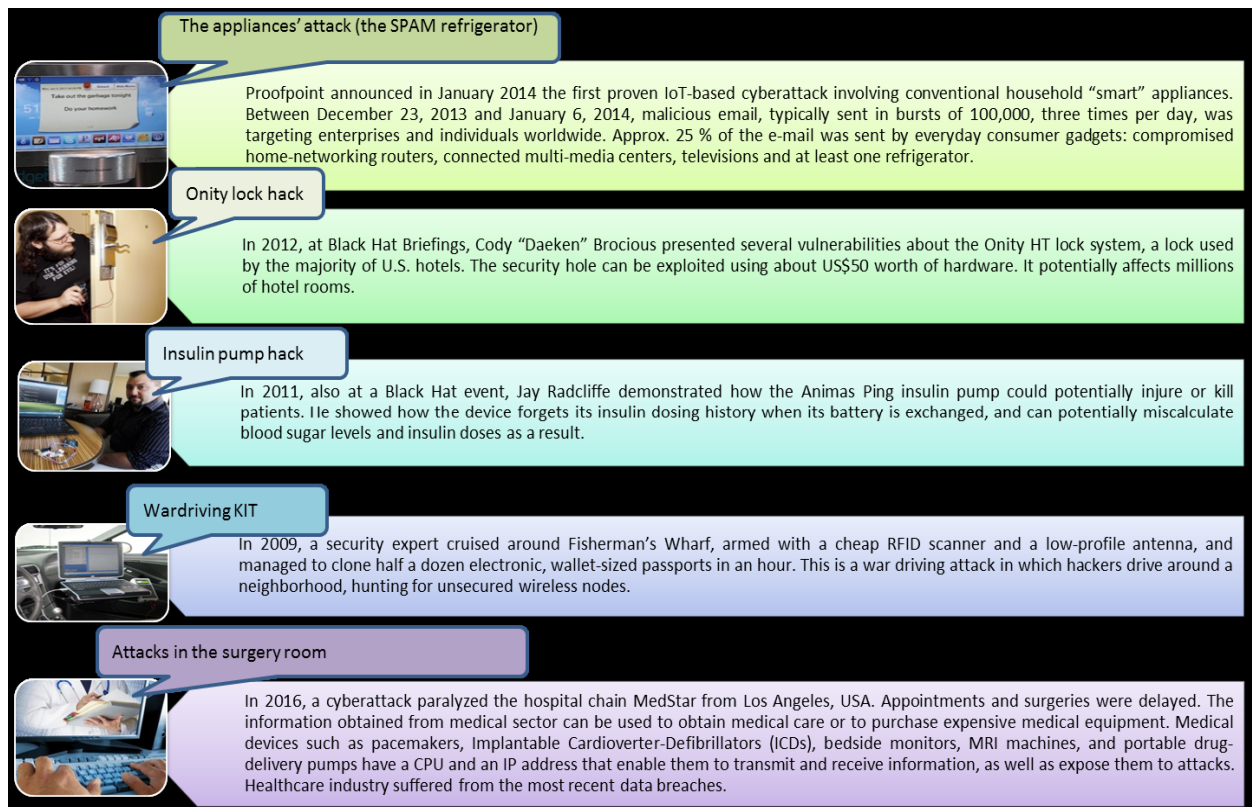 The appliances’ attack (the SPAM refrigerator)
Take out the garbage tonight
Do your homework
Proofpoint announced in January 2014 the first proven IoT-based cyberattack involving conventional household “smart” appliances.
Between December 23, 2013 and January 6, 2014, malicious email, typically sent in bursts of 100,000, three times per day, was
targeting enterprises and individuals worldwide. Approx. 25 % of the e-mail was sent by everyday consumer gadgets: compromised
home-networking routers, connected multi-media centers, televisions and at least one refrigerator.
Onity lock hack
In 2012, at Black Hat Briefings, Cody “Daeken” Brocious presented several vulnerabilities about the Onity HT lock system, a lock used
by the majority of U.S. hotels. The security hole can be exploited using about US$50 worth of hardware. It potentially affects millions
of hotel rooms.
Insulin pump hack
In 2011, also at a Black Hat event, Jay Radcliffe demonstrated how the Animas Ping insulin pump could potentially injure or kill
patients. He showed how the device forgets its insulin dosing history when its battery is exchanged, and can potentially miscalculate
blood sugar levels and insulin doses as a result.
Wardriving KIT
In 2009, a security expert cruised around Fisherman’s Wharf, armed with a cheap RFID scanner and a low-profile antenna, and
managed to clone half a dozen electronic, wallet-sized passports in an hour. This is a war driving attack in which hackers drive around a
neighborhood, hunting for unsecured wireless nodes.
Attacks in the surgery room
In 2016, a cyberattack paralyzed the hospital chain MedStar from Los Angeles, USA. Appointments and surgeries were delayed. The
information obtained from medical sector can be used to obtain medical care or to purchase expensive medical equipment. Medical
devices such as pacemakers, Implantable Cardioverter-Defibrillators (ICDs), bedside monitors, MRI machines, and portable drug-
delivery pumps have a CPU and an IP address that enable them to transmit and receive information, as well as expose them to attacks.
Healthcare industry suffered from the most recent data breaches.